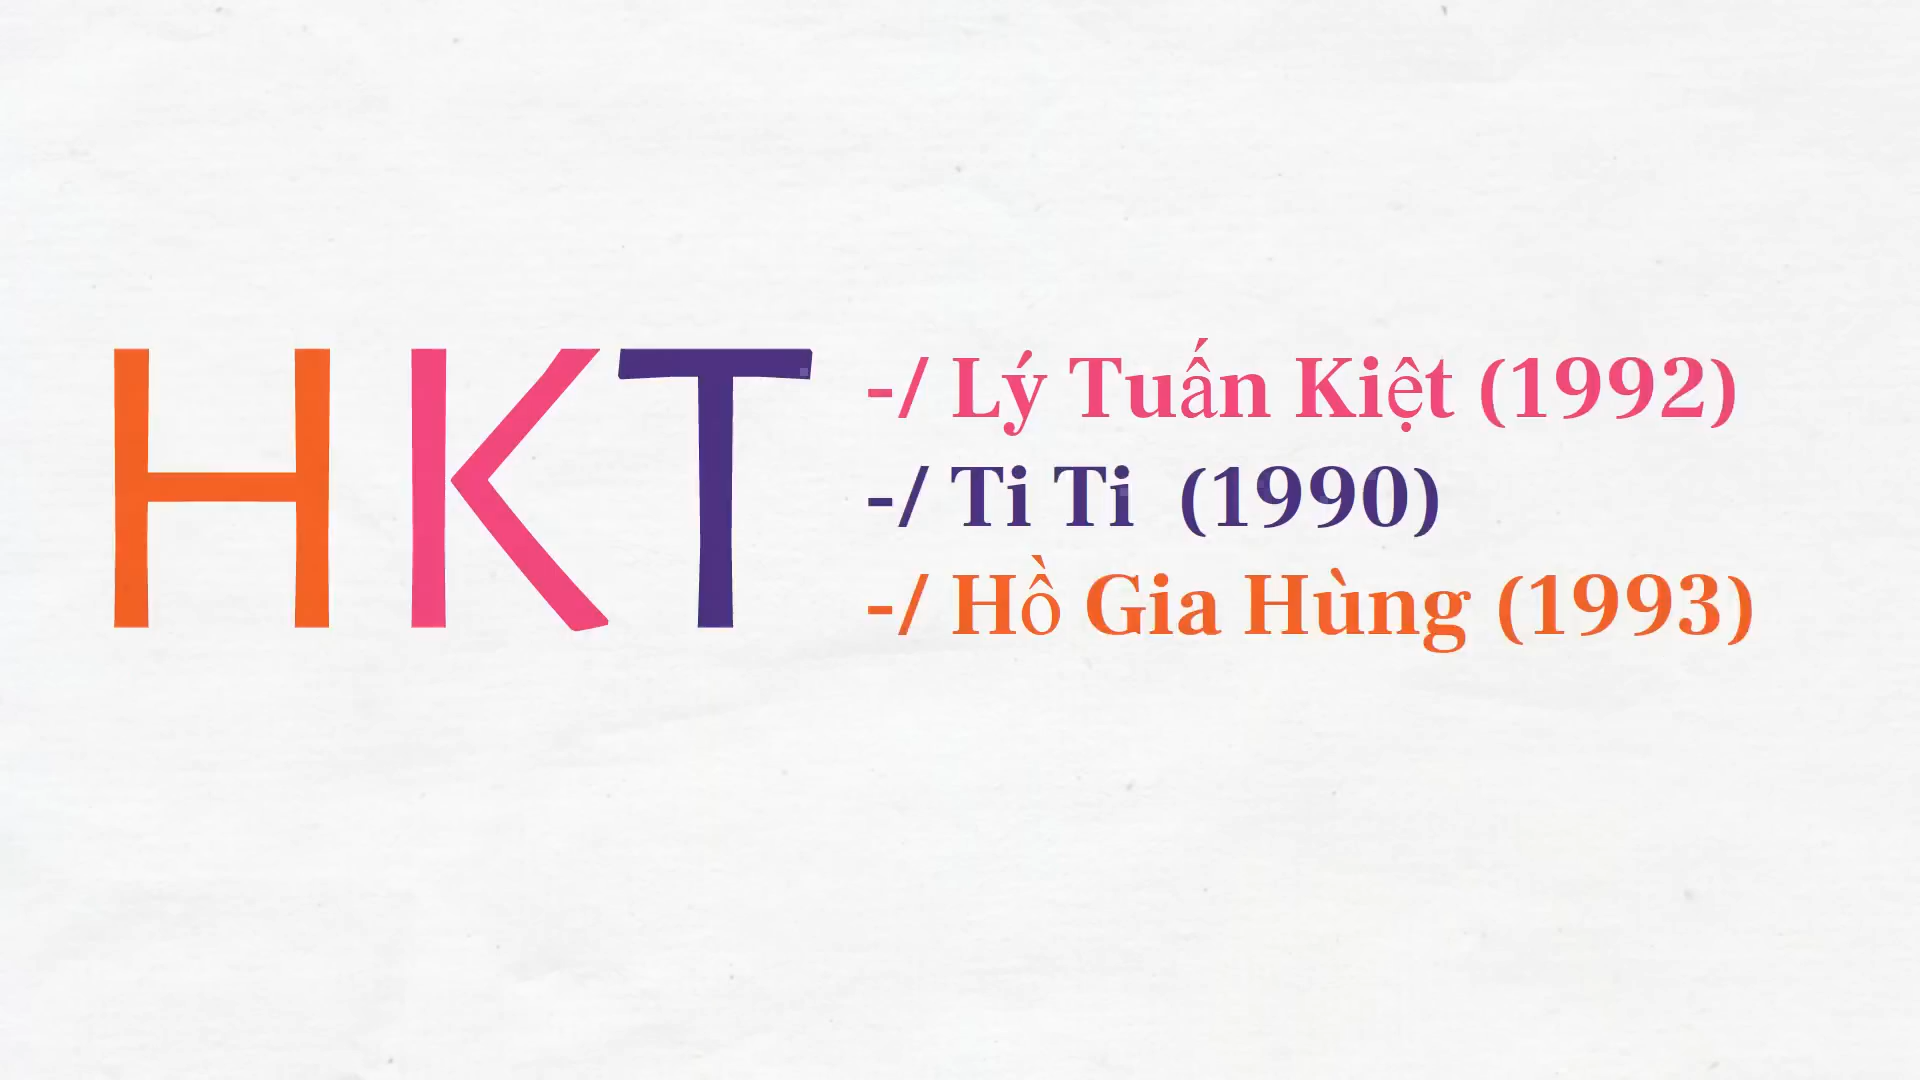 HKT
-/ Lý Tuấn Kiệt (1992)
-/ Ti Ti (1990)
-/ Hồ Gia Hùng (1993)